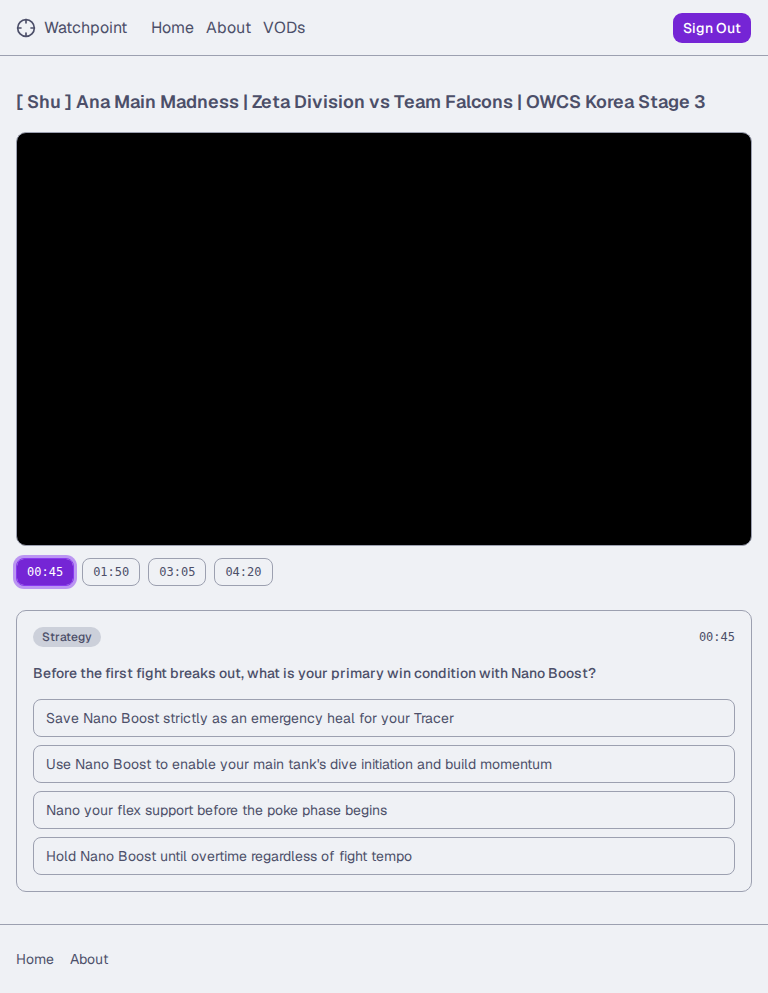 Watchpoint Home About VODs Sign Out
[ Shu ] Ana Main Madness | Zeta Division vs Team Falcons | OWCS Korea Stage 3
00:45 01:50 03:05 04:20
Strategy 00:45
Before the first fight breaks out, what is your primary win condition with Nano Boost?
Save Nano Boost strictly as an emergency heal for your Tracer
Use Nano Boost to enable your main tank's dive initiation and build momentum
Nano your flex support before the poke phase begins
Hold Nano Boost until overtime regardless of fight tempo
Home About